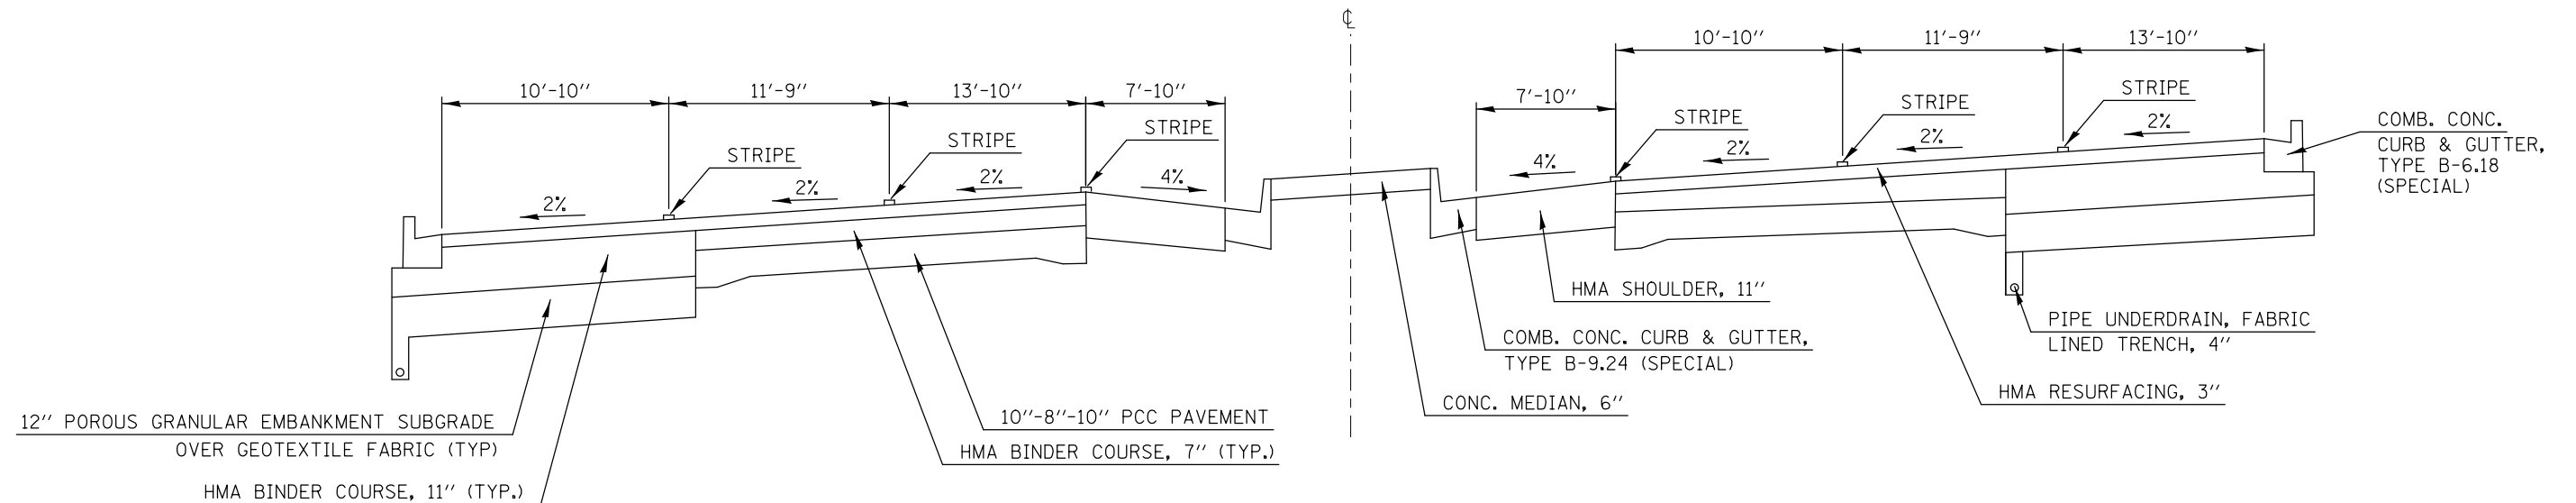 ℄
10'-10" 11'-9" 13'-10"
10'-10" 11'-9" 13'-10" 7'-10"
7'-10"
STRIPE
STRIPE
STRIPE
STRIPE
STRIPE
STRIPE
2%
2%
2%
4%
4%
2%
2%
2%
COMB. CONC.
CURB & GUTTER,
TYPE B-6.18
(SPECIAL)
HMA SHOULDER, 11"
COMB. CONC. CURB & GUTTER,
TYPE B-9.24 (SPECIAL)
CONC. MEDIAN, 6"
PIPE UNDERDRAIN, FABRIC
LINED TRENCH, 4"
HMA RESURFACING, 3"
12" POROUS GRANULAR EMBANKMENT SUBGRADE
OVER GEOTEXTILE FABRIC (TYP)
10"-8"-10" PCC PAVEMENT
HMA BINDER COURSE, 7" (TYP.)
HMA BINDER COURSE, 11" (TYP.)